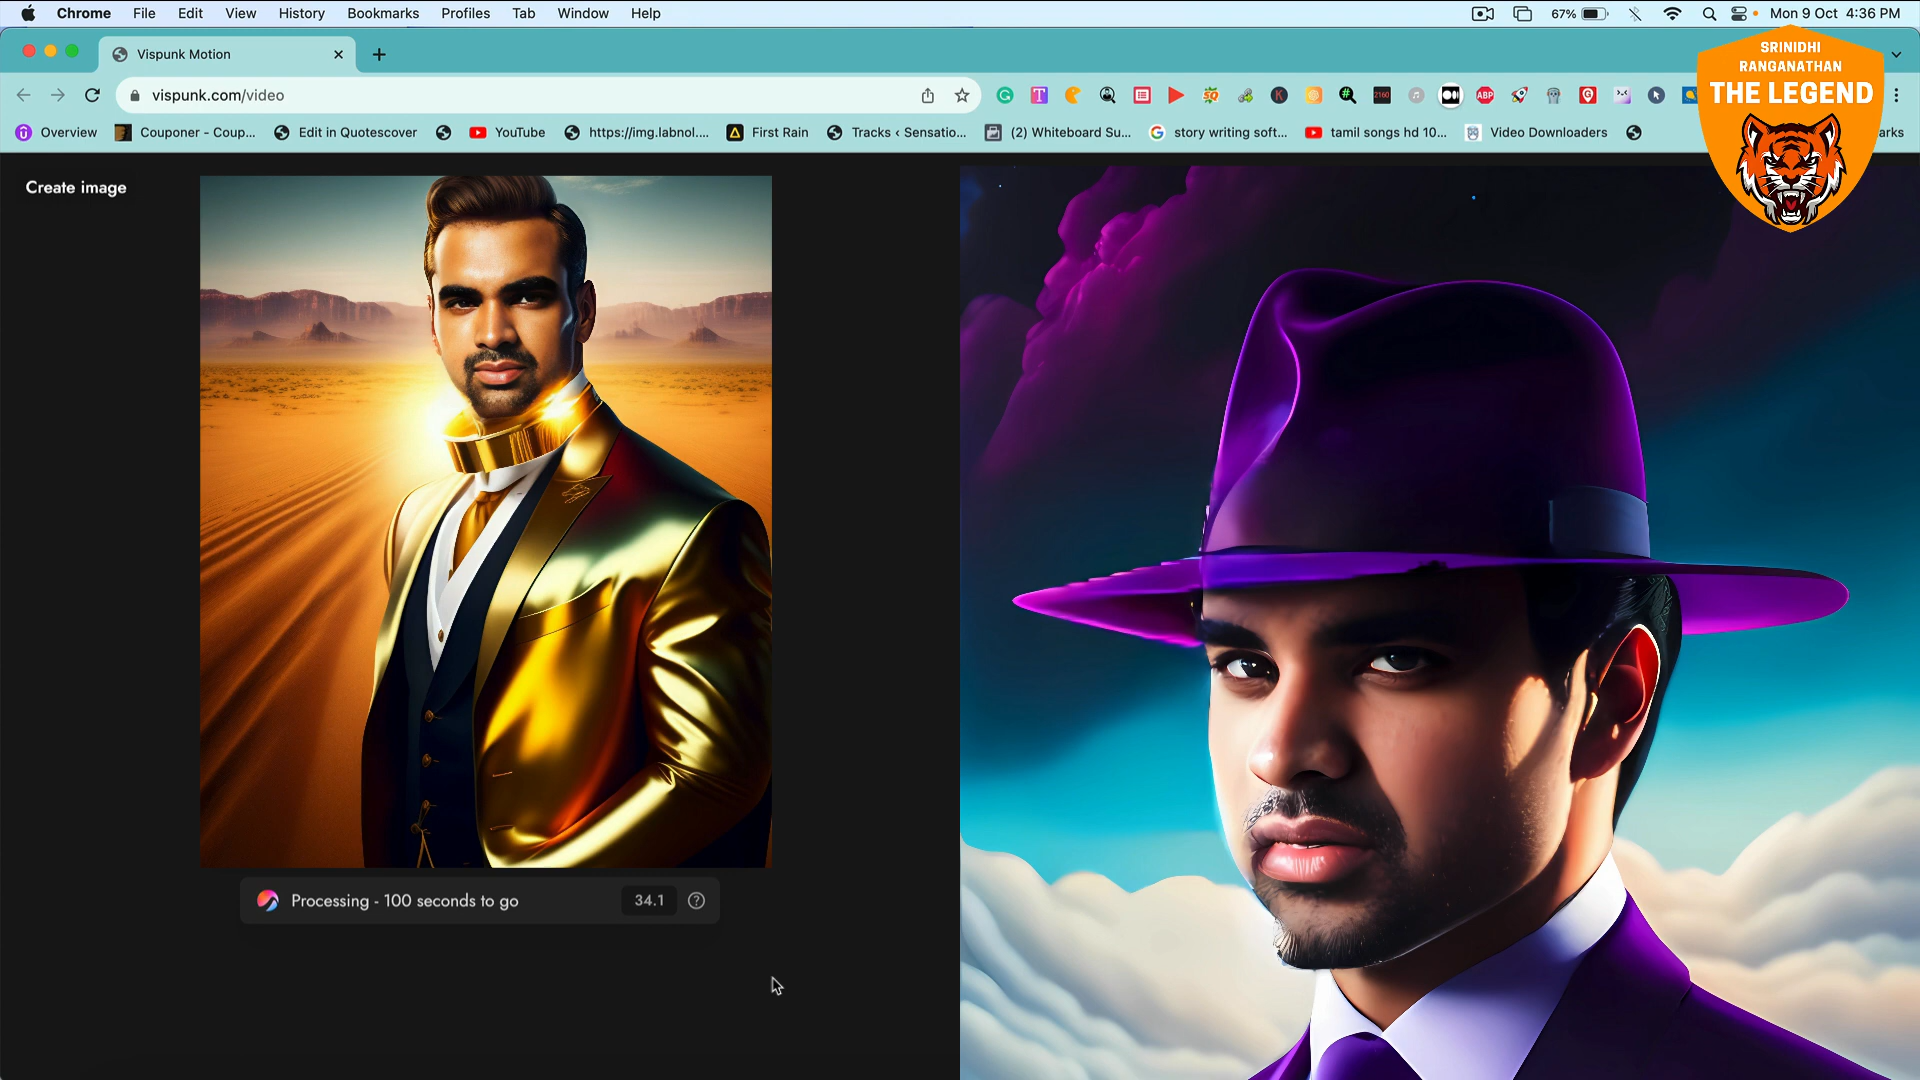 Chrome File Edit View History Bookmarks Profiles Tab Window Help 67% Mon 9 Oct 4:36 PM
Vispunk Motion
vispunk.com/video
SRINIDHI
RANGANATHAN
THE LEGEND
Overview Couponer - Coup... Edit in Quotescover YouTube https://img.labnol.... First Rain Tracks ‹ Sensatio... (2) Whiteboard Su... story writing soft... tamil songs hd 10... Video Downloaders arks
Create image
Processing - 100 seconds to go 34.1